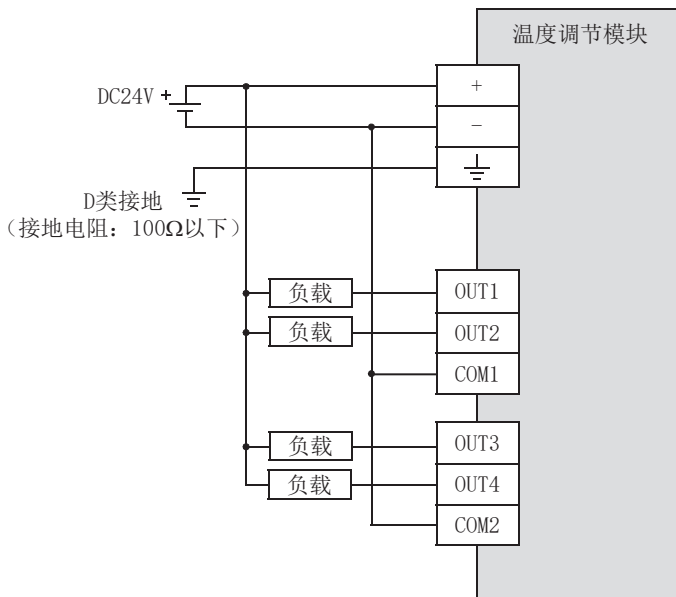 温度调节模块
+
DC24V +
-
D类接地
（接地电阻：100Ω以下）
负载 OUT1
负载 OUT2
COM1
负载 OUT3
负载 OUT4
COM2